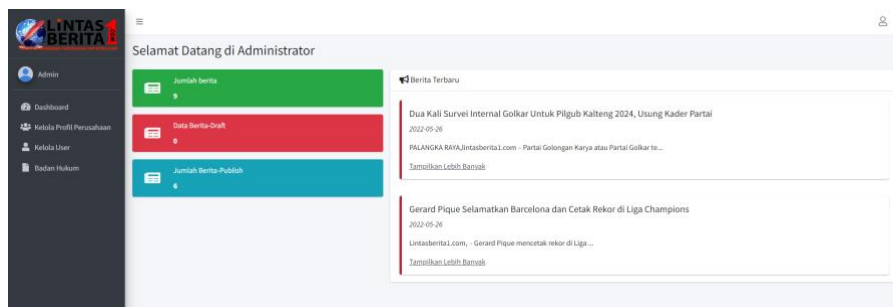 LINTAS
BERITA 1
Admin
Dashboard
Kelola Profil Perusahaan
Kelola User
Badan Hukum
Selamat Datang di Administrator
Jumlah berita
9
Data Berita-Draft
0
Jumlah Berita-Publish
6
Berita Terbaru
Dua Kali Survei Internal Golkar Untuk Pilgub Kalteng 2024, Usung Kader Partai
2022-05-26
PALANGKA RAYA,lintasberita1.com – Partai Golongan Karya atau Partai Golkar te...
Tampilkan Lebih Banyak
Gerard Pique Selamatkan Barcelona dan Cetak Rekor di Liga Champions
2022-05-26
Lintasberita1.com, - Gerard Pique mencetak rekor di Liga ...
Tampilkan Lebih Banyak